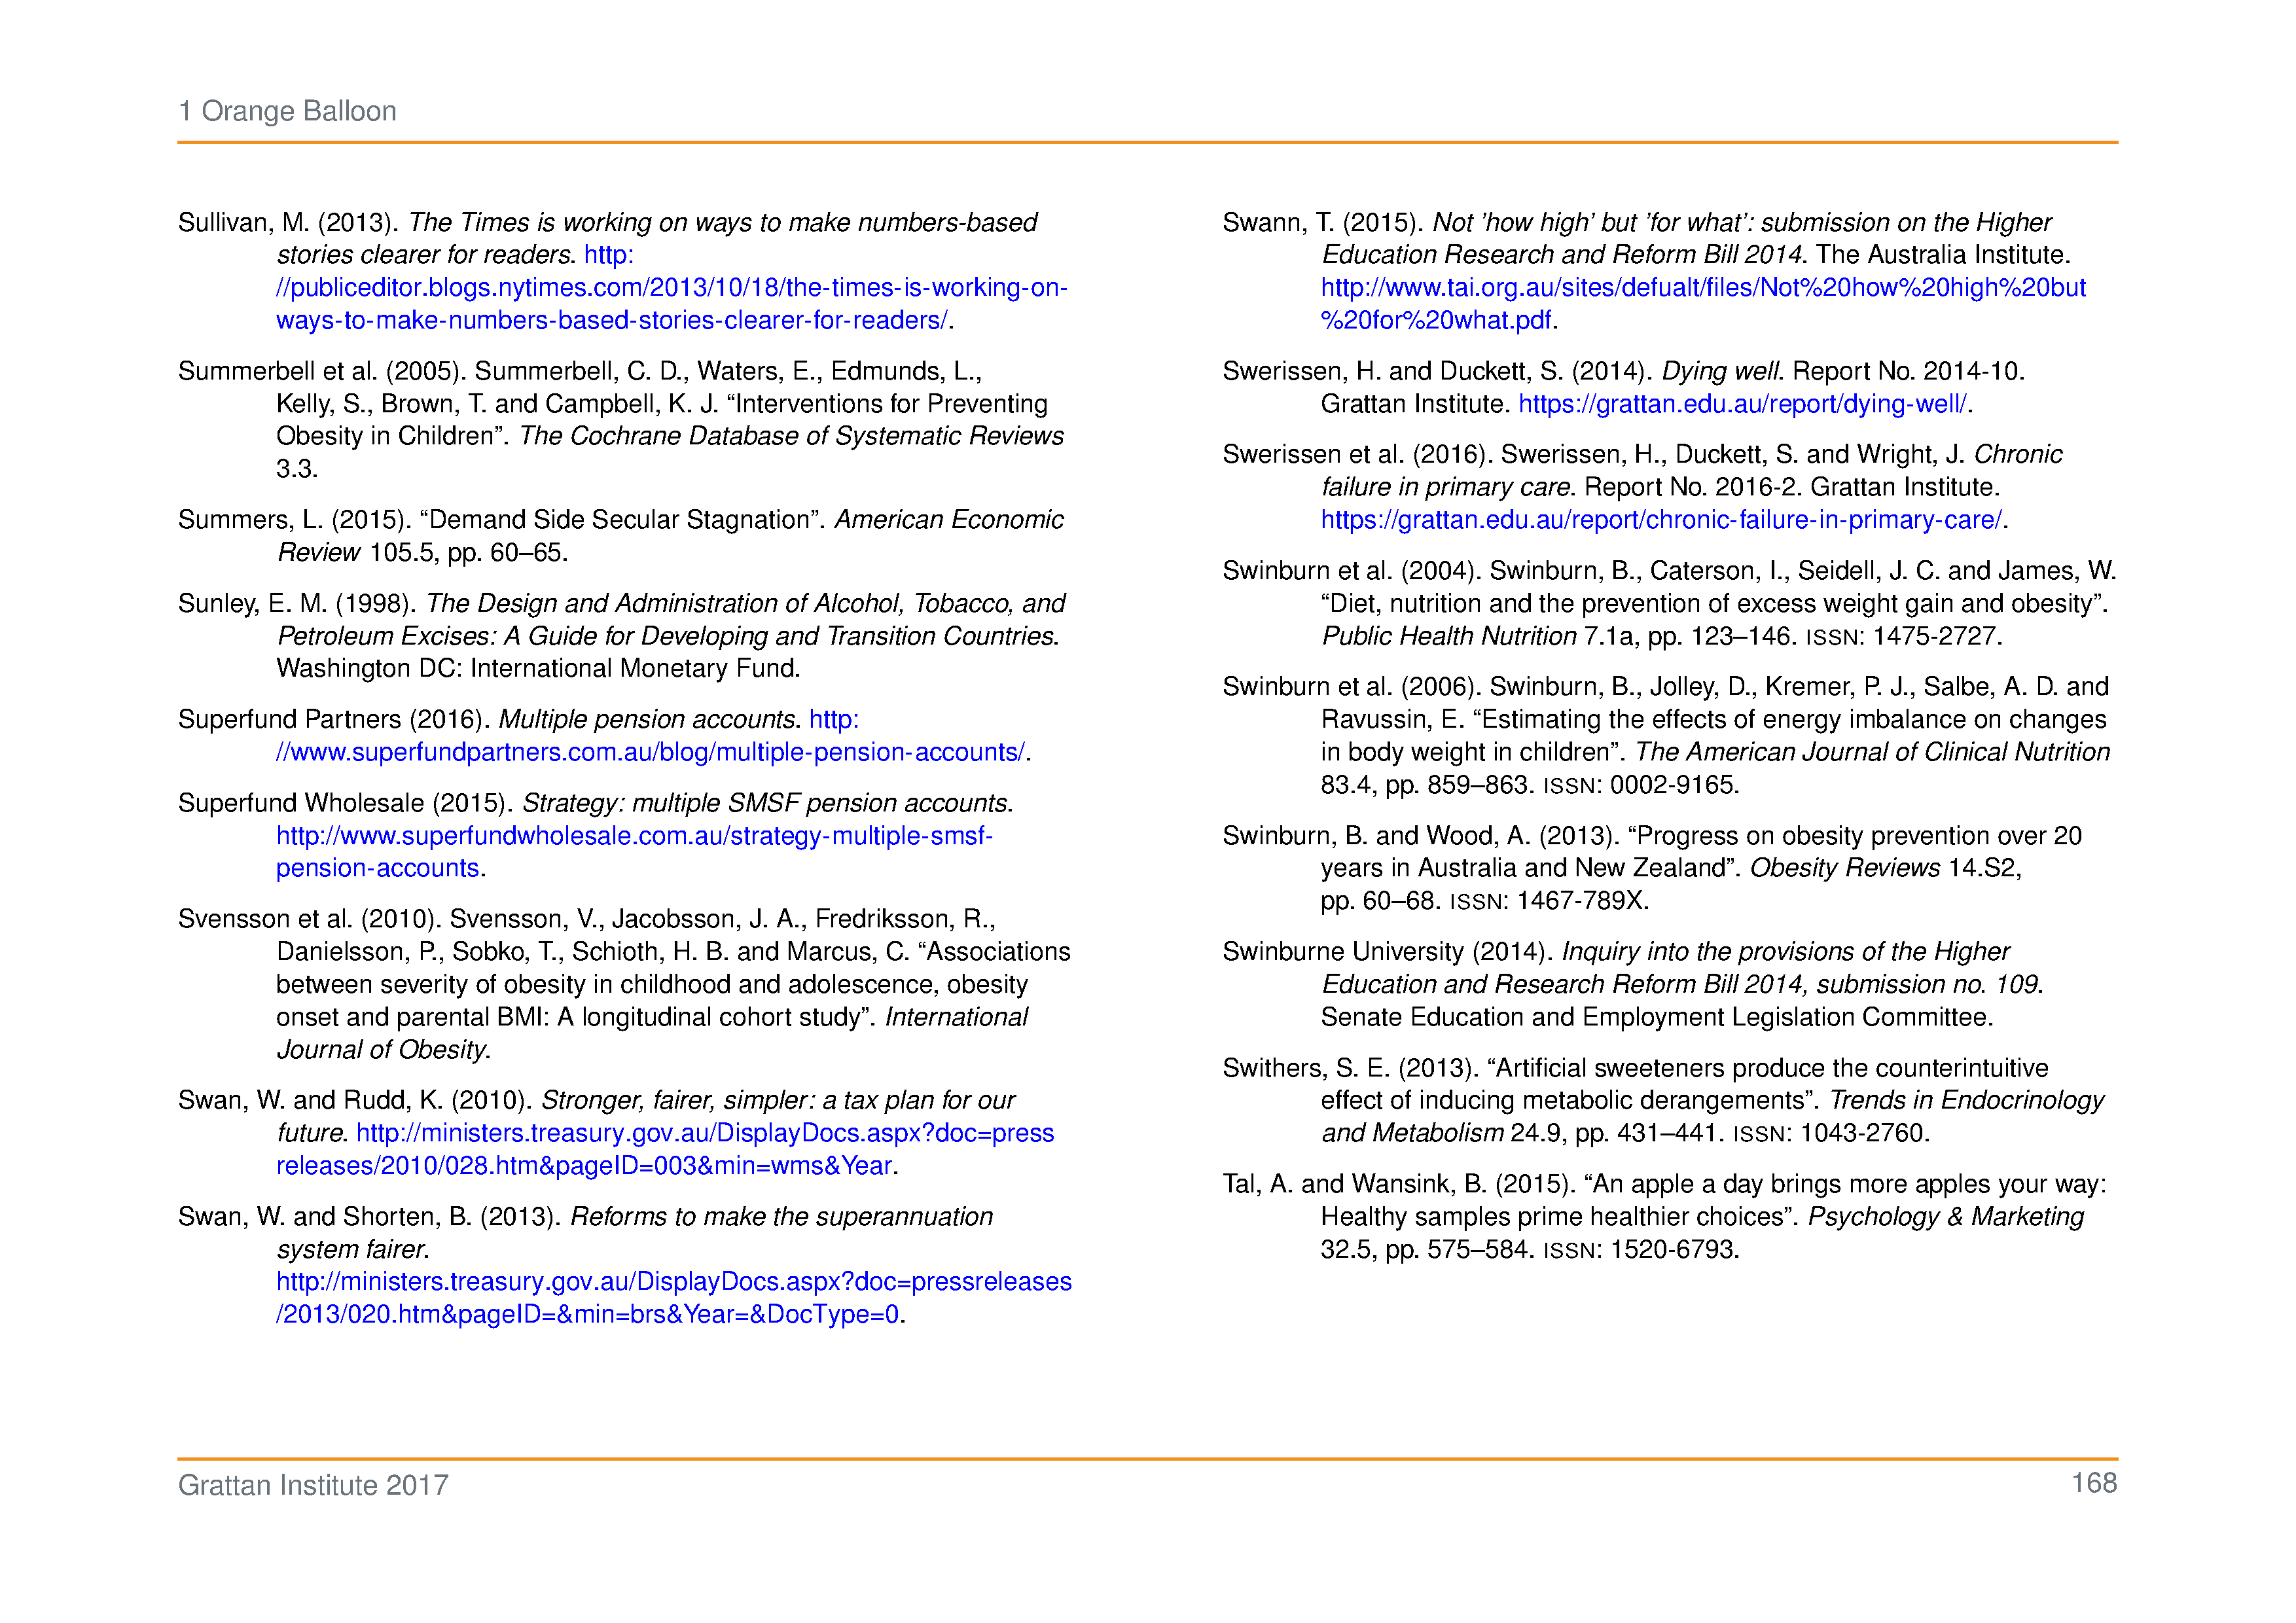 1 Orange Balloon
Sullivan, M. (2013). The Times is working on ways to make numbers-based
stories clearer for readers. http:
//publiceditor.blogs.nytimes.com/2013/10/18/the-times-is-working-on-
ways-to-make-numbers-based-stories-clearer-for-readers/.
Summerbell et al. (2005). Summerbell, C. D., Waters, E., Edmunds, L.,
Kelly, S., Brown, T. and Campbell, K. J. “Interventions for Preventing
Obesity in Children”. The Cochrane Database of Systematic Reviews
3.3.
Summers, L. (2015). “Demand Side Secular Stagnation”. American Economic
Review 105.5, pp. 60–65.
Sunley, E. M. (1998). The Design and Administration of Alcohol, Tobacco, and
Petroleum Excises: A Guide for Developing and Transition Countries.
Washington DC: International Monetary Fund.
Superfund Partners (2016). Multiple pension accounts. http:
//www.superfundpartners.com.au/blog/multiple-pension-accounts/.
Superfund Wholesale (2015). Strategy: multiple SMSF pension accounts.
http://www.superfundwholesale.com.au/strategy-multiple-smsf-
pension-accounts.
Svensson et al. (2010). Svensson, V., Jacobsson, J. A., Fredriksson, R.,
Danielsson, P., Sobko, T., Schioth, H. B. and Marcus, C. “Associations
between severity of obesity in childhood and adolescence, obesity
onset and parental BMI: A longitudinal cohort study”. International
Journal of Obesity.
Swan, W. and Rudd, K. (2010). Stronger, fairer, simpler: a tax plan for our
future. http://ministers.treasury.gov.au/DisplayDocs.aspx?doc=press
releases/2010/028.htm&pageID=003&min=wms&Year.
Swan, W. and Shorten, B. (2013). Reforms to make the superannuation
system fairer.
http://ministers.treasury.gov.au/DisplayDocs.aspx?doc=pressreleases
/2013/020.htm&pageID=&min=brs&Year=&DocType=0.
Swann, T. (2015). Not ’how high’ but ’for what’: submission on the Higher
Education Research and Reform Bill 2014. The Australia Institute.
http://www.tai.org.au/sites/defualt/files/Not%20how%20high%20but
%20for%20what.pdf.
Swerissen, H. and Duckett, S. (2014). Dying well. Report No. 2014-10.
Grattan Institute. https://grattan.edu.au/report/dying-well/.
Swerissen et al. (2016). Swerissen, H., Duckett, S. and Wright, J. Chronic
failure in primary care. Report No. 2016-2. Grattan Institute.
https://grattan.edu.au/report/chronic-failure-in-primary-care/.
Swinburn et al. (2004). Swinburn, B., Caterson, I., Seidell, J. C. and James, W.
“Diet, nutrition and the prevention of excess weight gain and obesity”.
Public Health Nutrition 7.1a, pp. 123–146. ISSN: 1475-2727.
Swinburn et al. (2006). Swinburn, B., Jolley, D., Kremer, P. J., Salbe, A. D. and
Ravussin, E. “Estimating the effects of energy imbalance on changes
in body weight in children”. The American Journal of Clinical Nutrition
83.4, pp. 859–863. ISSN: 0002-9165.
Swinburn, B. and Wood, A. (2013). “Progress on obesity prevention over 20
years in Australia and New Zealand”. Obesity Reviews 14.S2,
pp. 60–68. ISSN: 1467-789X.
Swinburne University (2014). Inquiry into the provisions of the Higher
Education and Research Reform Bill 2014, submission no. 109.
Senate Education and Employment Legislation Committee.
Swithers, S. E. (2013). “Artificial sweeteners produce the counterintuitive
effect of inducing metabolic derangements”. Trends in Endocrinology
and Metabolism 24.9, pp. 431–441. ISSN: 1043-2760.
Tal, A. and Wansink, B. (2015). “An apple a day brings more apples your way:
Healthy samples prime healthier choices”. Psychology & Marketing
32.5, pp. 575–584. ISSN: 1520-6793.
Grattan Institute 2017
168